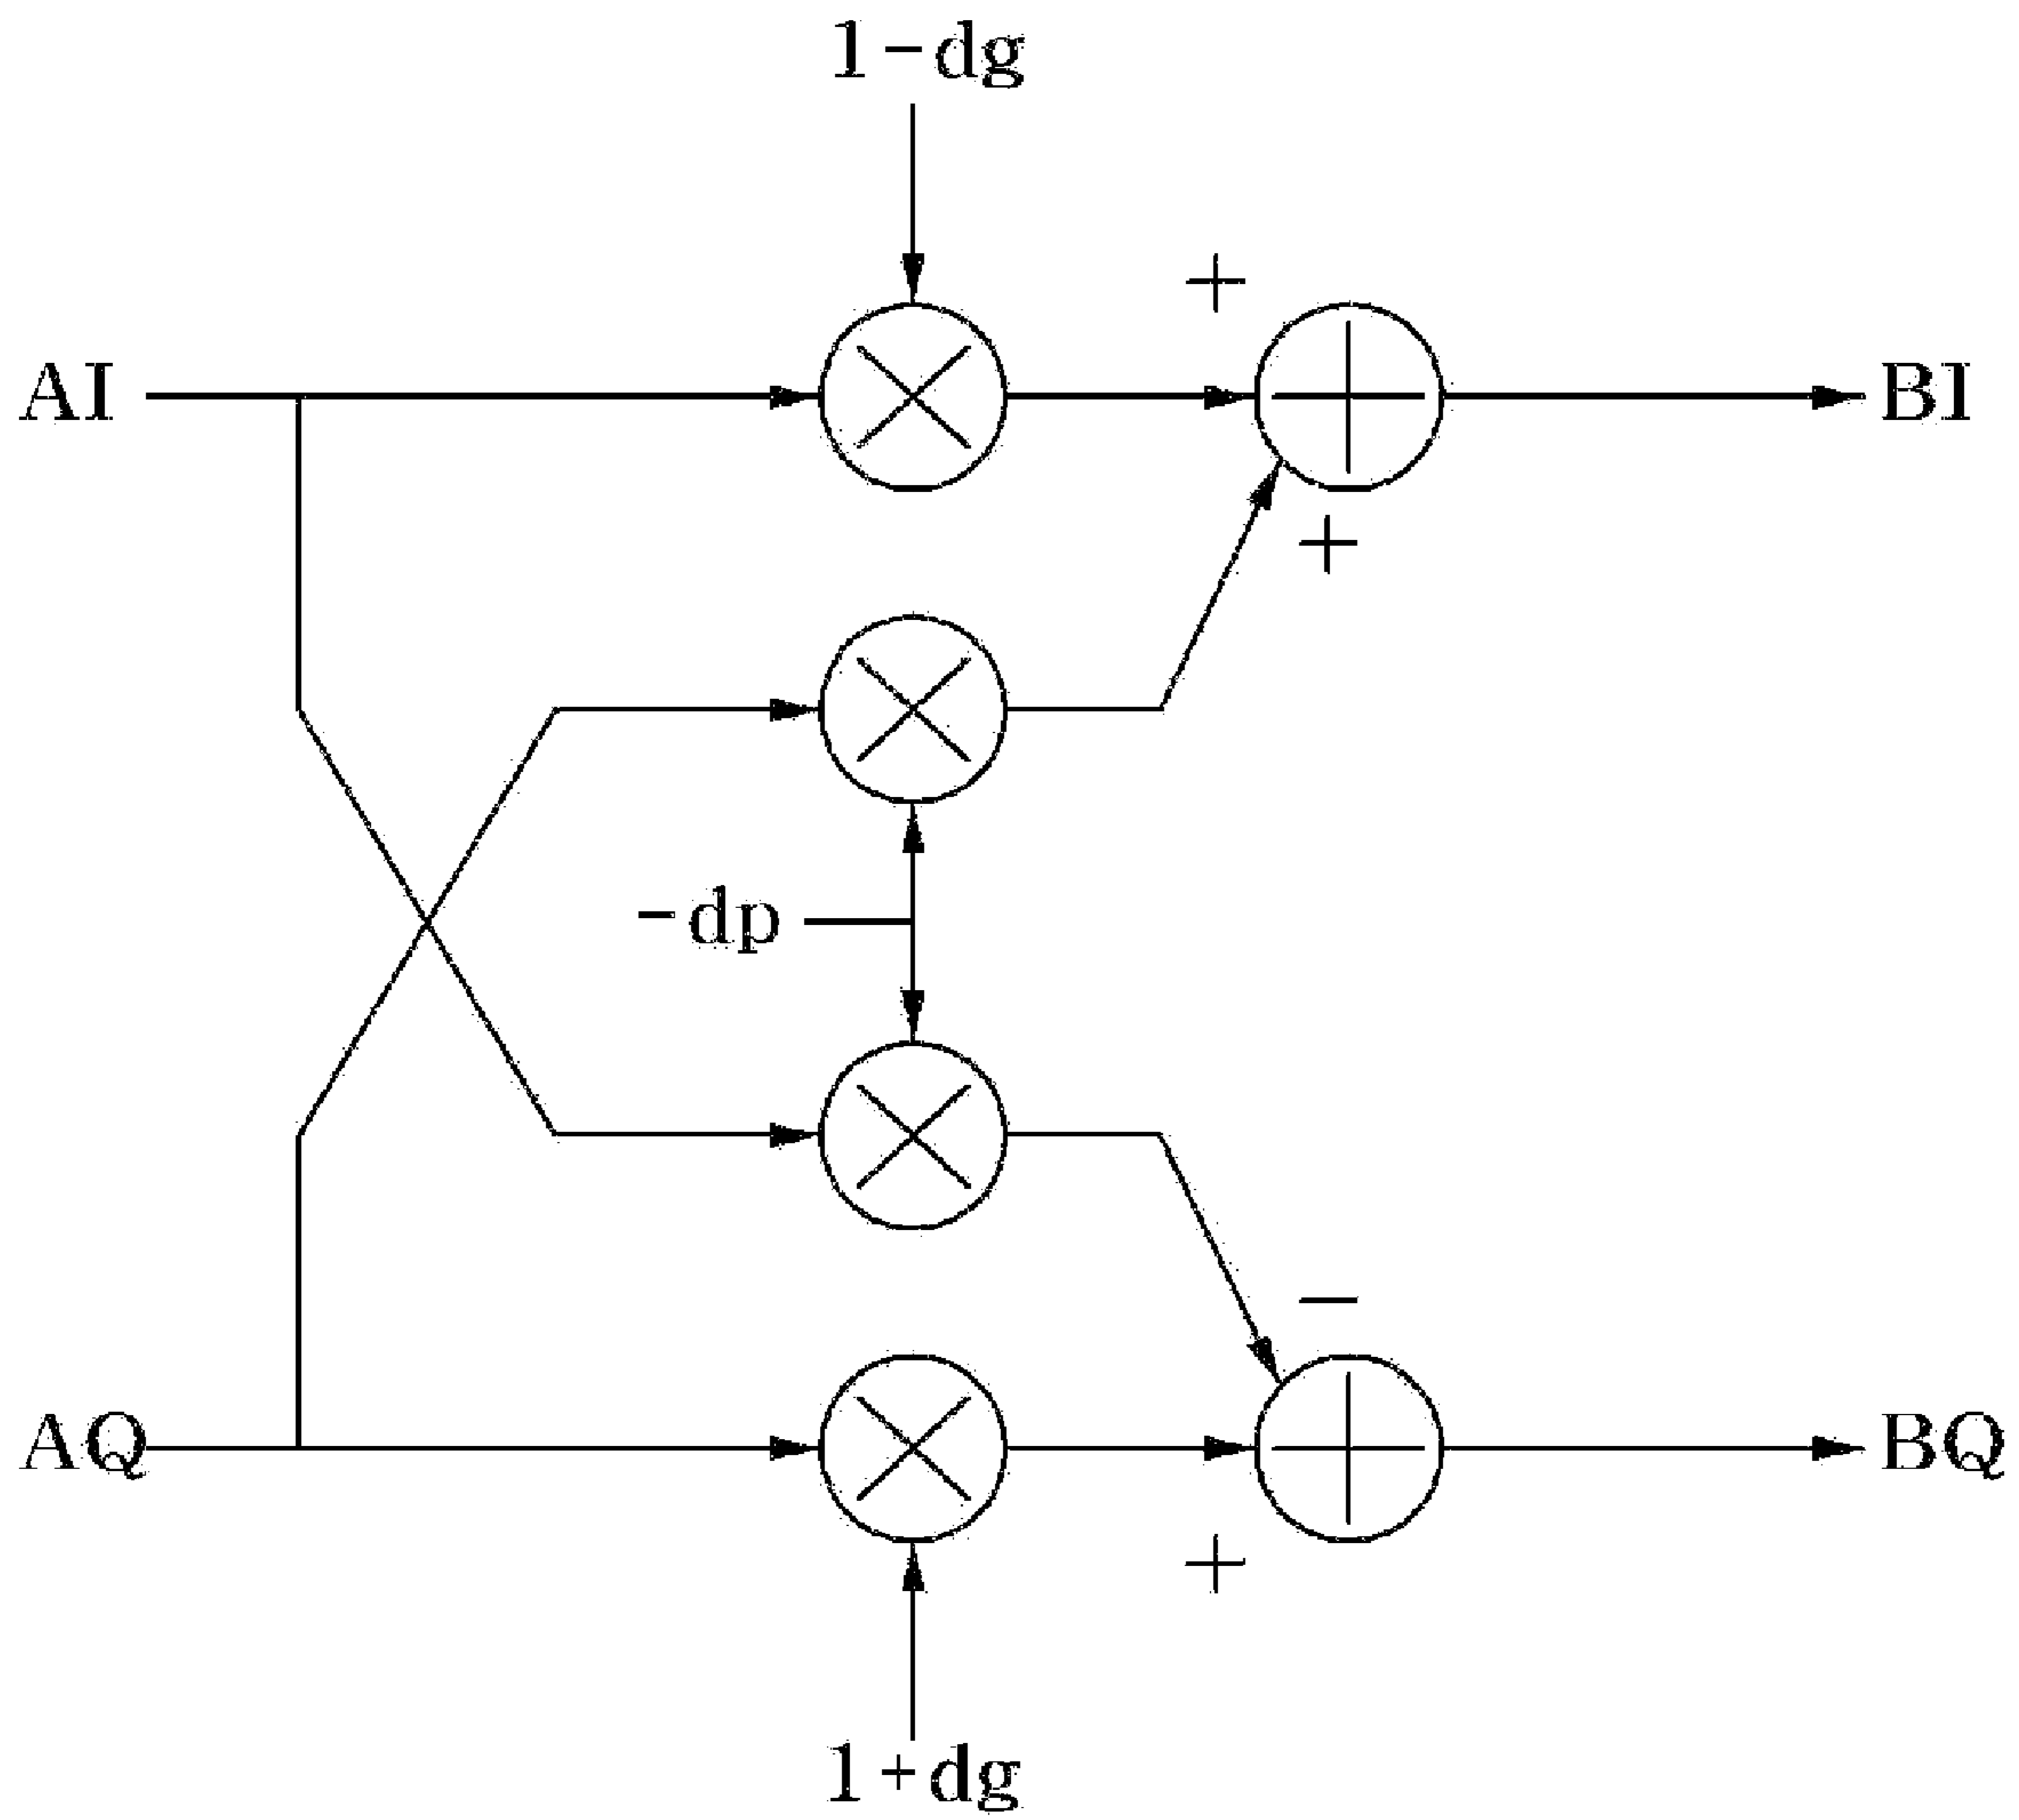 1-dg
+
AI
BI
+
-dp
-
AQ
BQ
+
1+dg